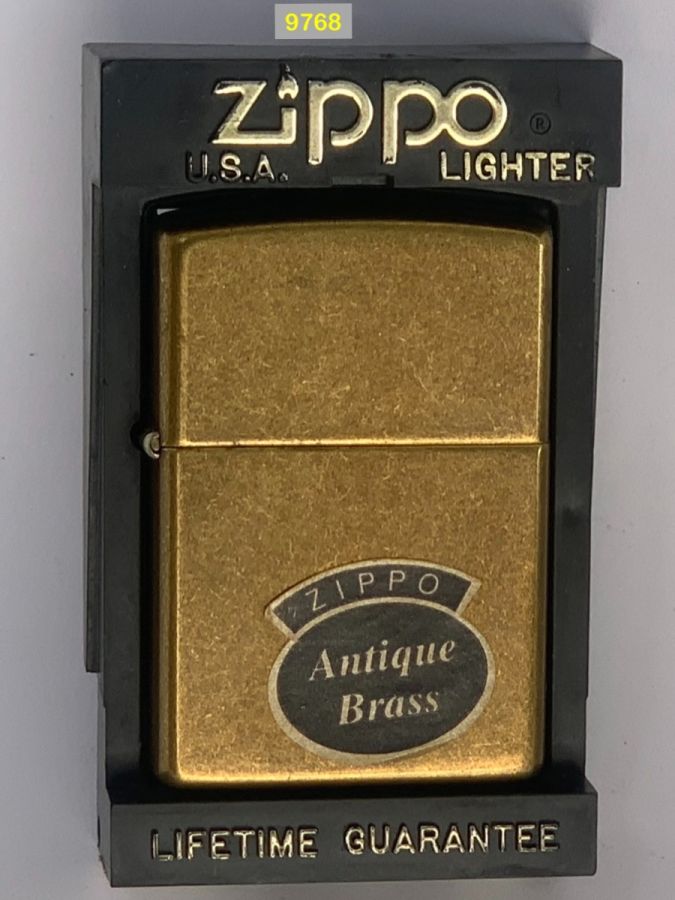 9768
Zippo ®
U.S.A. LIGHTER
ZIPPO
Antique
Brass
LIFETIME GUARANTEE